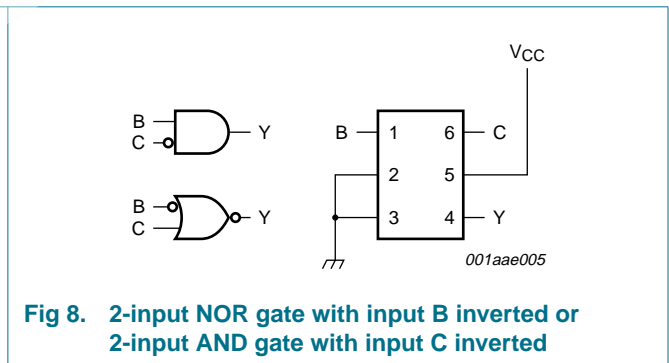 VCC
B
C
Y
B
C
Y
B 1 6 C
2 5
3 4 Y
001aae005
Fig 8. 2-input NOR gate with input B inverted or
2-input AND gate with input C inverted